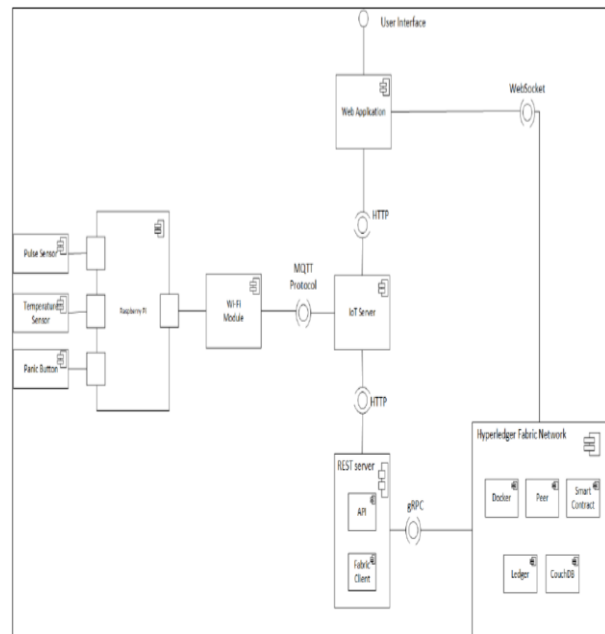 User Interface
Web Application
WebSocket
HTTP
Pulse Sensor
Temperature
Sensor
Panic Button
Raspberry Pi
Wi-Fi
Module
MQTT
Protocol
IoT Server
HTTP
REST server
API
Fabric
Client
gRPC
Hyperledger Fabric Network
Docker
Peer
Smart
Contract
Ledger
CouchDB